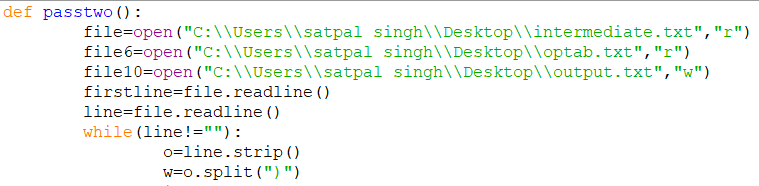 def passtwo():
        file=open("C:\\Users\\satpal singh\\Desktop\\intermediate.txt","r")
        file6=open("C:\\Users\\satpal singh\\Desktop\\optab.txt","r")
        file10=open("C:\\Users\\satpal singh\\Desktop\\output.txt","w")
        firstline=file.readline()
        line=file.readline()
        while(line!=""):
                o=line.strip()
                w=o.split(")")